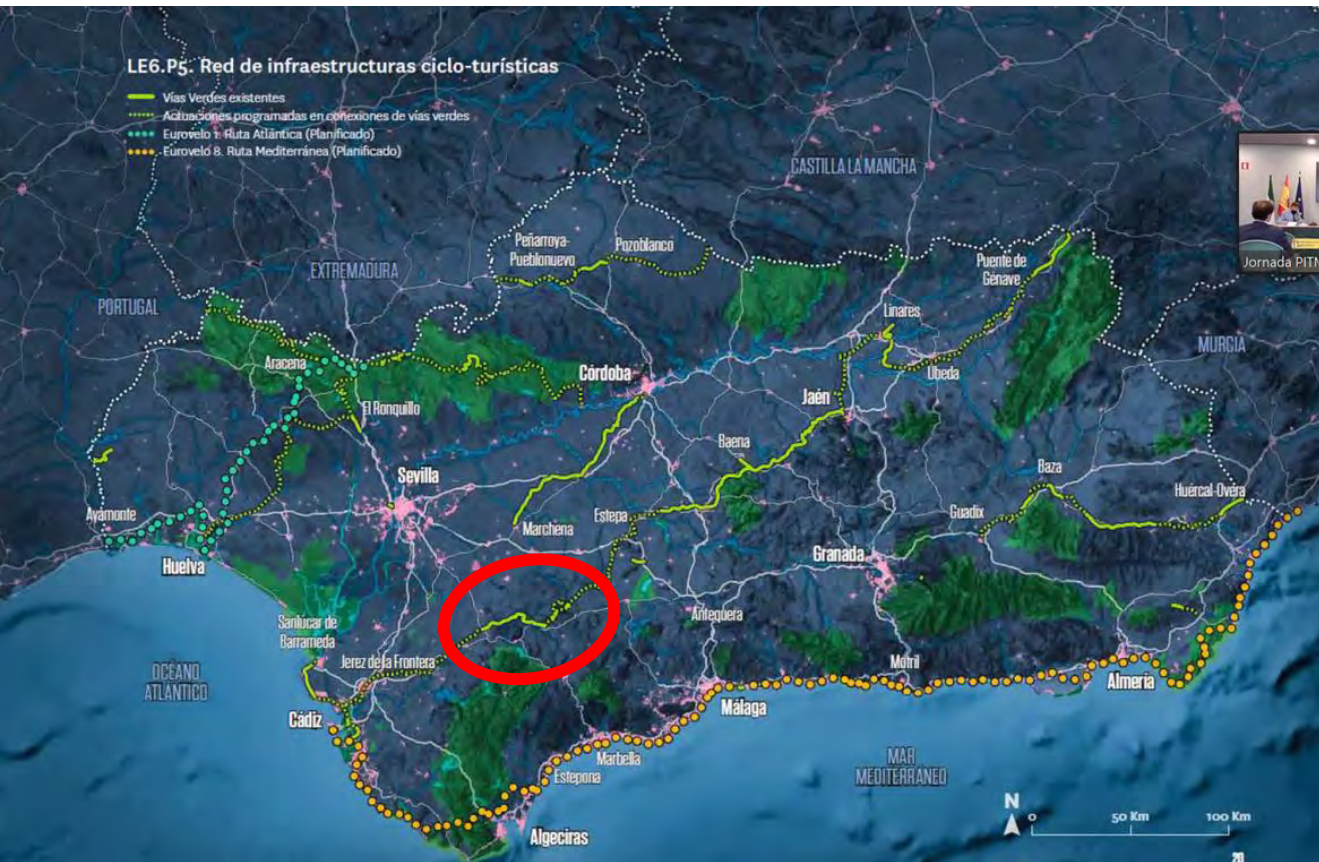 LE6.P5. Red de infraestructuras ciclo-turísticas
Vías Verdes existentes
Actuaciones programadas en conexiones de vías verdes
Eurovelo 1. Ruta Atlántica (Planificado)
Eurovelo 8. Ruta Mediterránea (Planificado)
CASTILLA LA MANCHA
Jornada PITM
Peñarroya-
Pueblonuevo
Pozoblanco
Puente de
Génave
EXTREMADURA
PORTUGAL
Linares
MURCIA
Aracena
Córdoba
Úbeda
Jaén
El Ronquillo
Baena
Sevilla
Baza
Huércal-Overa
Ayamonte
Marchena
Estepa
Guadix
Huelva
Granada
Antequera
Sanlúcar de
Barrameda
Jerez de la Frontera
Motril
OCÉANO
ATLÁNTICO
Almería
Málaga
Cádiz
Marbella
MAR
MEDITERRÁNEO
Estepona
N
0 50 Km 100 Km
Algeciras
20